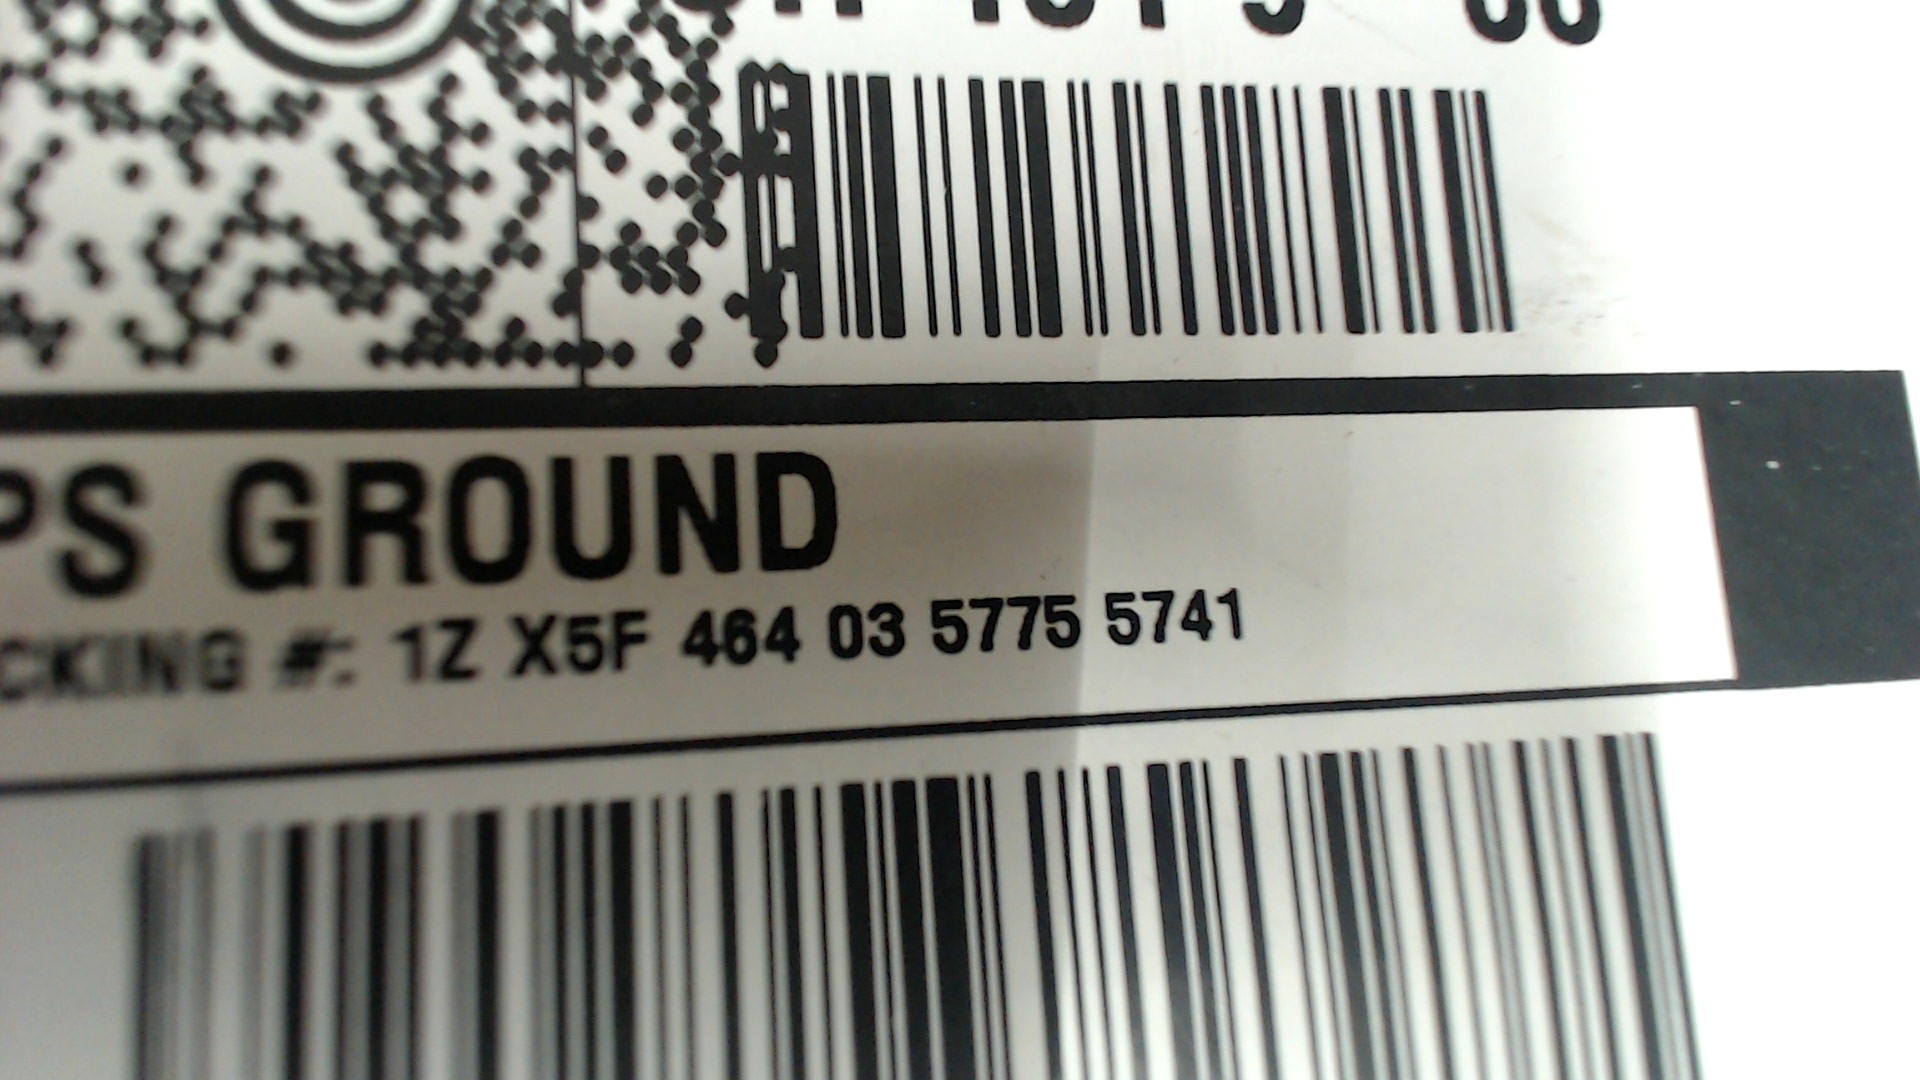 PS GROUND
CKING #: 1Z X5F 464 03 5775 5741